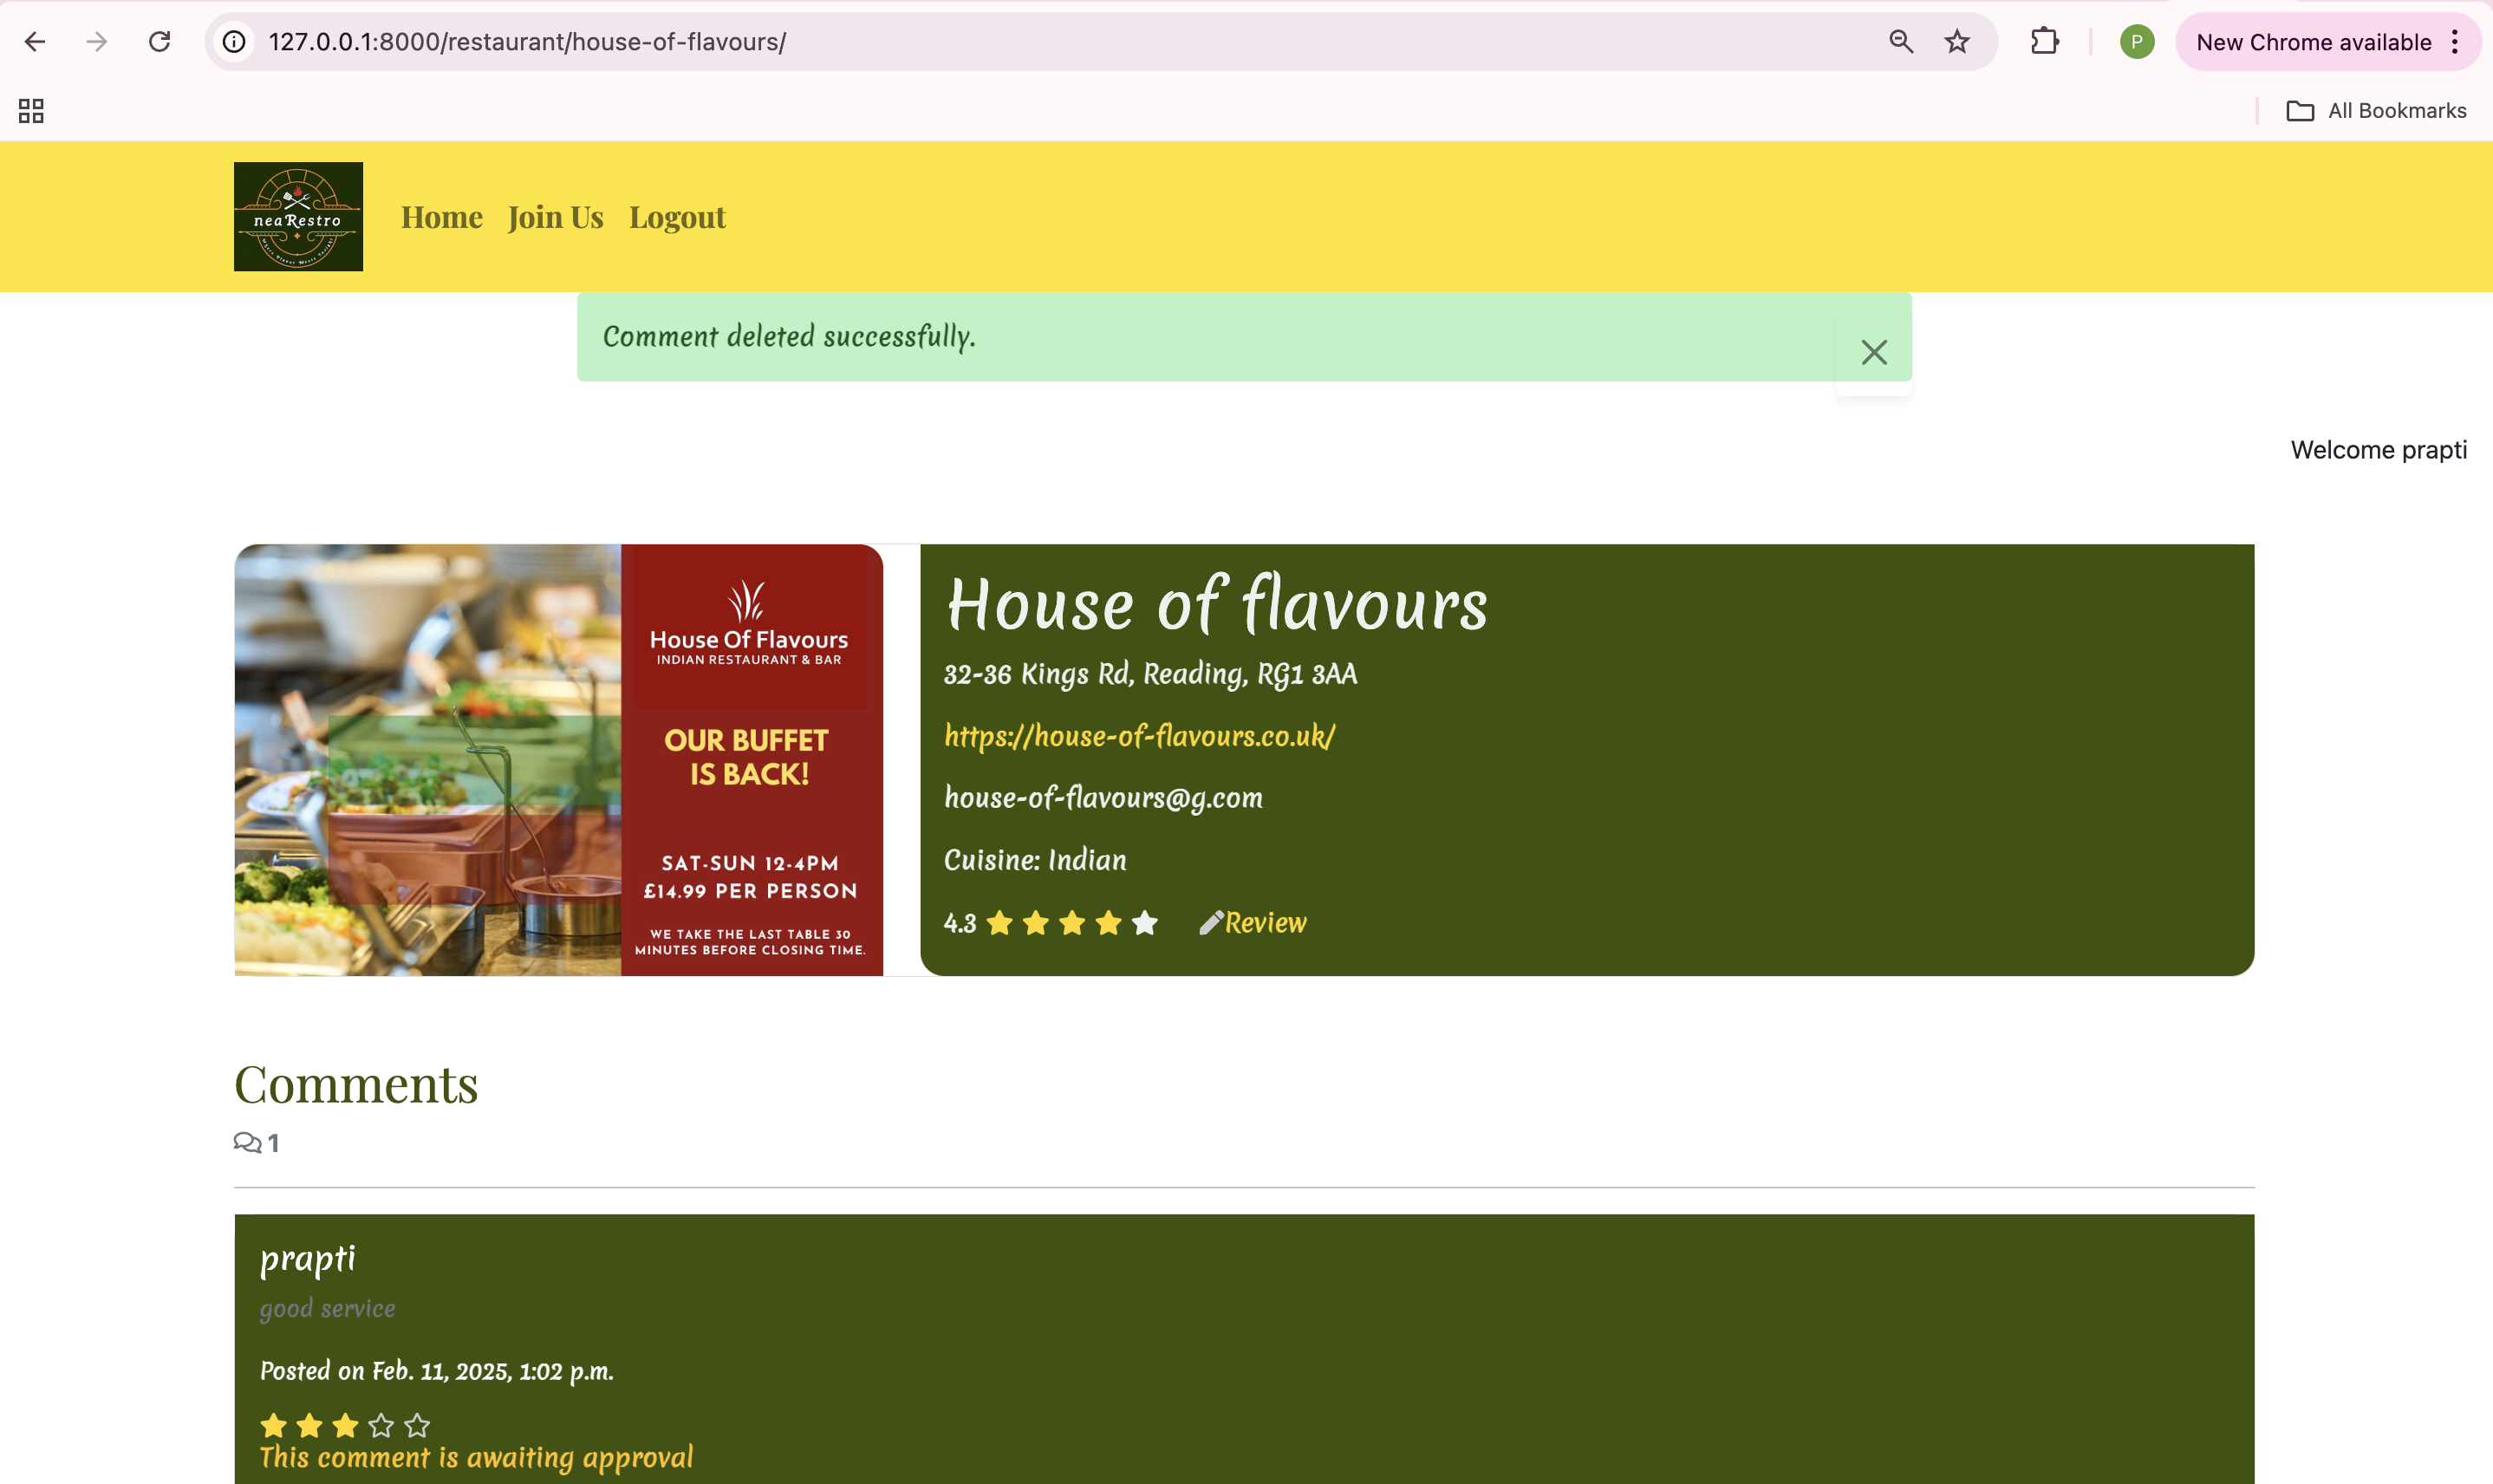 127.0.0.1:8000/restaurant/house-of-flavours/
P
New Chrome available
All Bookmarks
neaRestro
Home Join Us Logout
Comment deleted successfully.
Welcome prapti
House Of Flavours
INDIAN RESTAURANT & BAR
OUR BUFFET
IS BACK!
SAT-SUN 12-4PM
£14.99 PER PERSON
WE TAKE THE LAST TABLE 30
MINUTES BEFORE CLOSING TIME.
House of flavours
32-36 Kings Rd, Reading, RG1 3AA
https://house-of-flavours.co.uk/
house-of-flavours@g.com
Cuisine: Indian
4.3 Review
Comments
1
prapti
good service
Posted on Feb. 11, 2025, 1:02 p.m.
This comment is awaiting approval